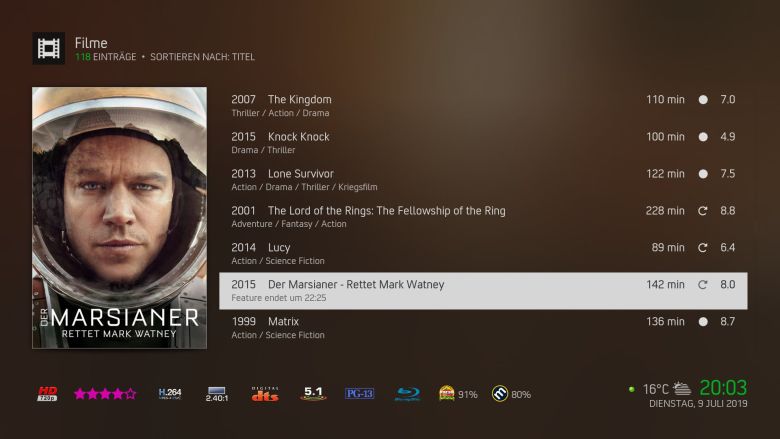 Filme
118 EINTRÄGE • SORTIEREN NACH: TITEL
2007 The Kingdom 110 min 7.0
Thriller / Action / Drama
2015 Knock Knock 100 min 4.9
Drama / Thriller
2013 Lone Survivor 122 min 7.5
Action / Drama / Thriller / Kriegsfilm
2001 The Lord of the Rings: The Fellowship of the Ring 228 min 8.8
Adventure / Fantasy / Action
2014 Lucy 89 min 6.4
Action / Science Fiction
2015 Der Marsianer - Rettet Mark Watney 142 min 8.0
Feature endet um 22:25
1999 Matrix 136 min 8.7
Action / Science Fiction
DER MARSIANER
RETTET MARK WATNEY
HD 720p H.264 2.40:1 DIGITAL dts 5.1 PG-13 Blu-ray Disc 91% m 80%
16°C 20:03
DIENSTAG, 9 JULI 2019